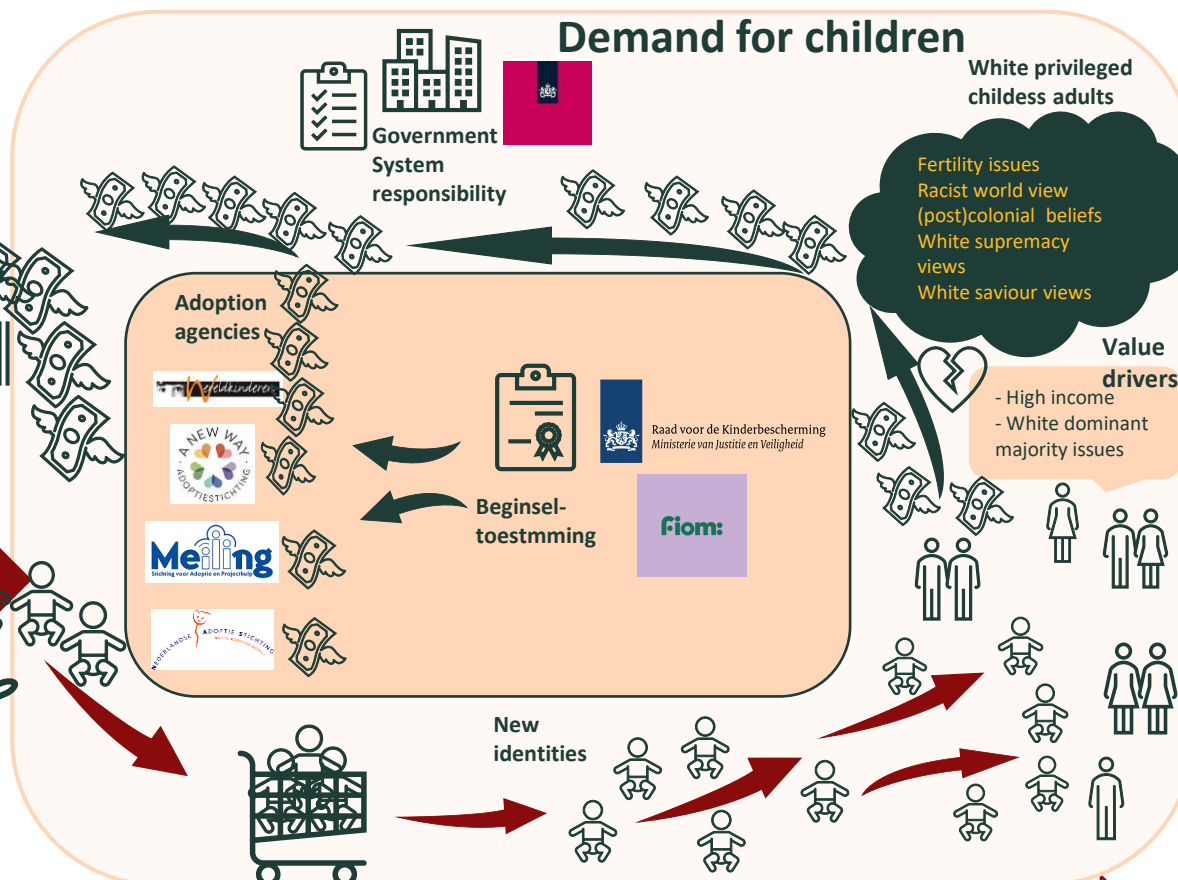 Demand for children
White privileged
childess adults
Government
System
responsibility
Fertility issues
Racist world view
(post)colonial beliefs
White supremacy
views
White saviour views
Adoption
agencies
Value
drivers
- High income
- White dominant
majority issues
Wereldkinderen
A NEW WAY
ADOPTIESTICHTING
Raad voor de Kinderbescherming
Ministerie van Justitie en Veiligheid
Beginsel-
toestmming
Fiom:
Meiling
Stichting voor Adoptie en Projecthulp
NEDERLANDSE ADOPTIE STICHTING
New
identities